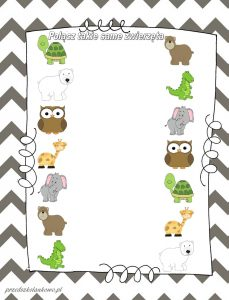 Połącz takie same zwierzęta
przedszkolankowo.pl